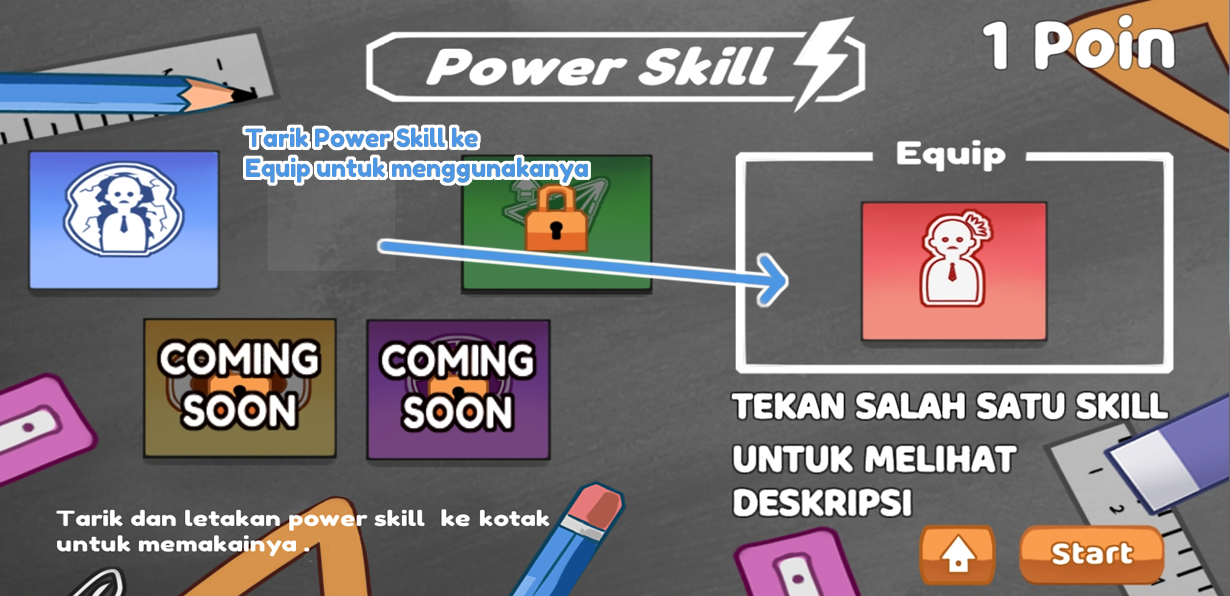 Power Skill
1 Poin
Tarik Power Skill ke
Equip untuk menggunakanya
Equip
COMING
SOON
COMING
SOON
TEKAN SALAH SATU SKILL
UNTUK MELIHAT
DESKRIPSI
Tarik dan letakan power skill ke kotak
untuk memakainya .
2
Start